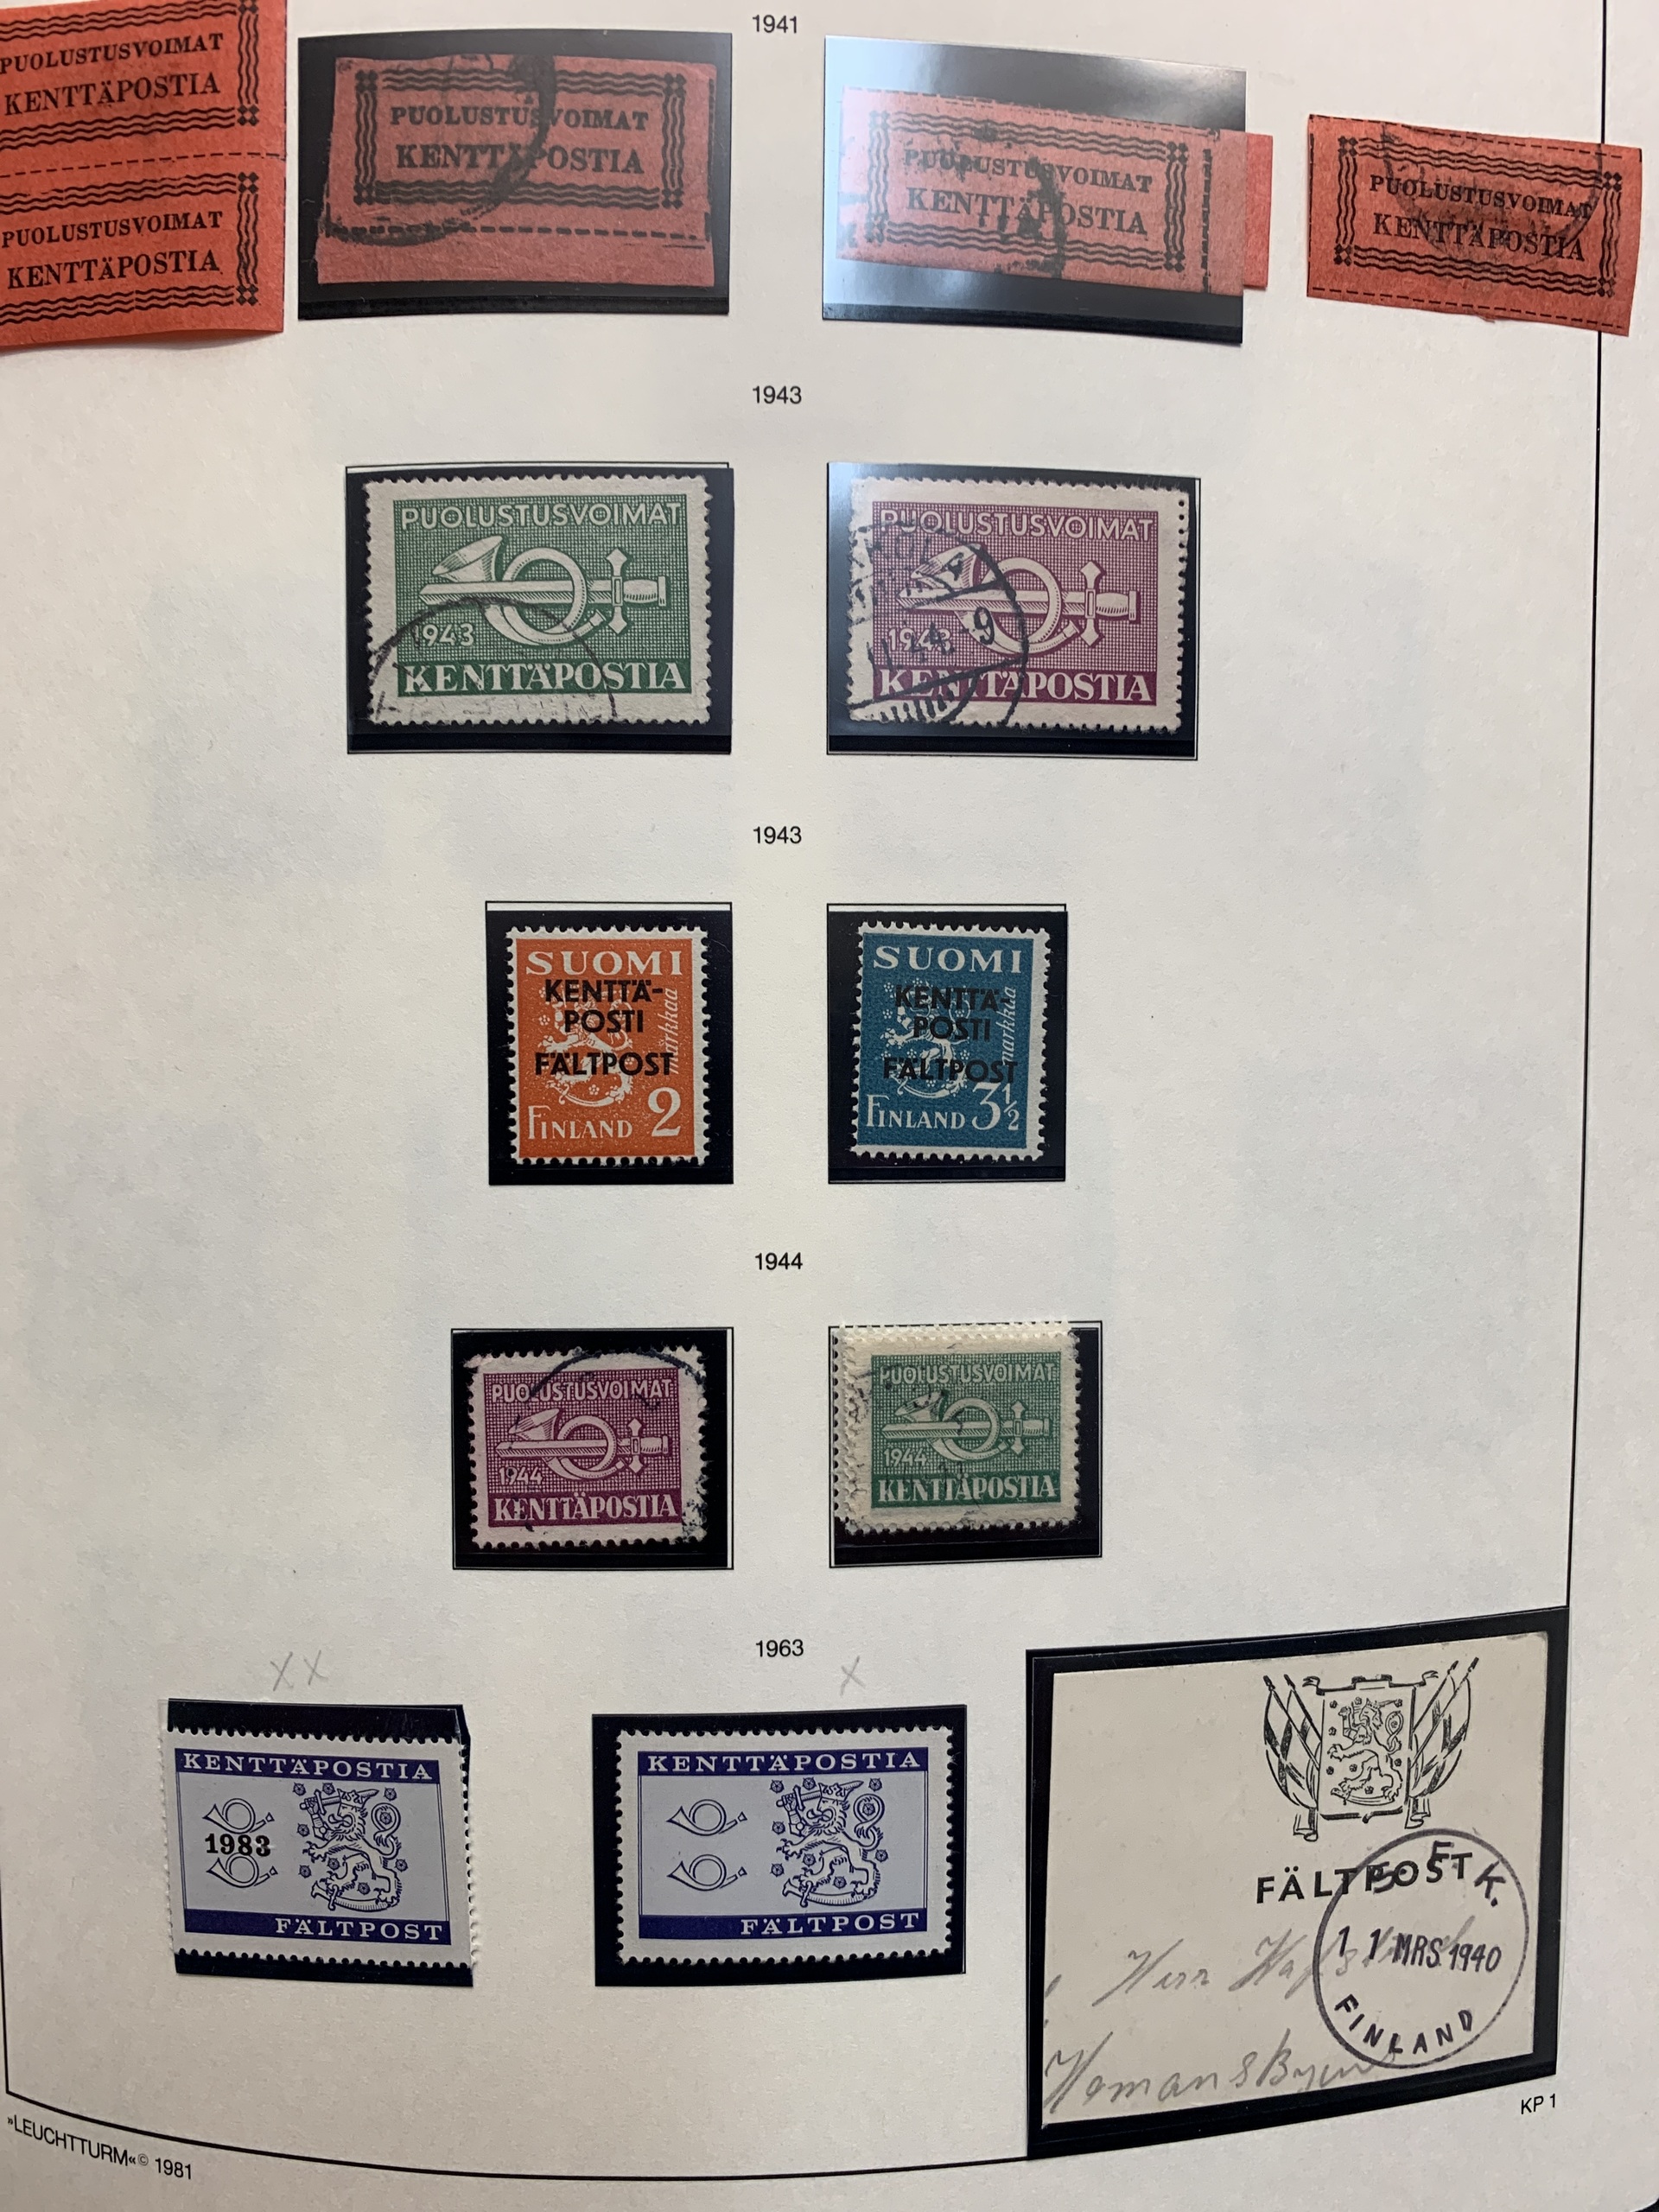 1941
PUOLUSTUSVOIMAT
KENTTÄPOSTIA
PUOLUSTUSVOIMAT
KENTTÄPOSTIA
PUOLUSTUSVOIMAT
KENTTÄPOSTIA
PUOLUSTUSVOIMAT
KENTTÄPOSTIA
PUOLUSTUSVOIMAT
KENTTÄPOSTIA
1943
PUOLUSTUSVOIMAT
1943
KENTTÄPOSTIA
PUOLUSTUSVOIMAT
1943
KENTTÄPOSTIA
1943
SUOMI
KENTTÄ-
POSTI
FÄLTPOST
markkaa
FINLAND 2
SUOMI
KENTTÄ-
POSTI
FÄLTPOST
markkaa
FINLAND 3½
1944
PUOLUSTUSVOIMAT
1944
KENTTÄPOSTIA
PUOLUSTUSVOIMAT
1944
KENTTÄPOSTIA
1963
XX
X
KENTTÄPOSTIA
1983
FÄLTPOST
KENTTÄPOSTIA
FÄLTPOST
FÄLTPOST
S. F. K.
11 MRS 1940
FINLAND
Herr
KP 1
»LEUCHTTURM«© 1981